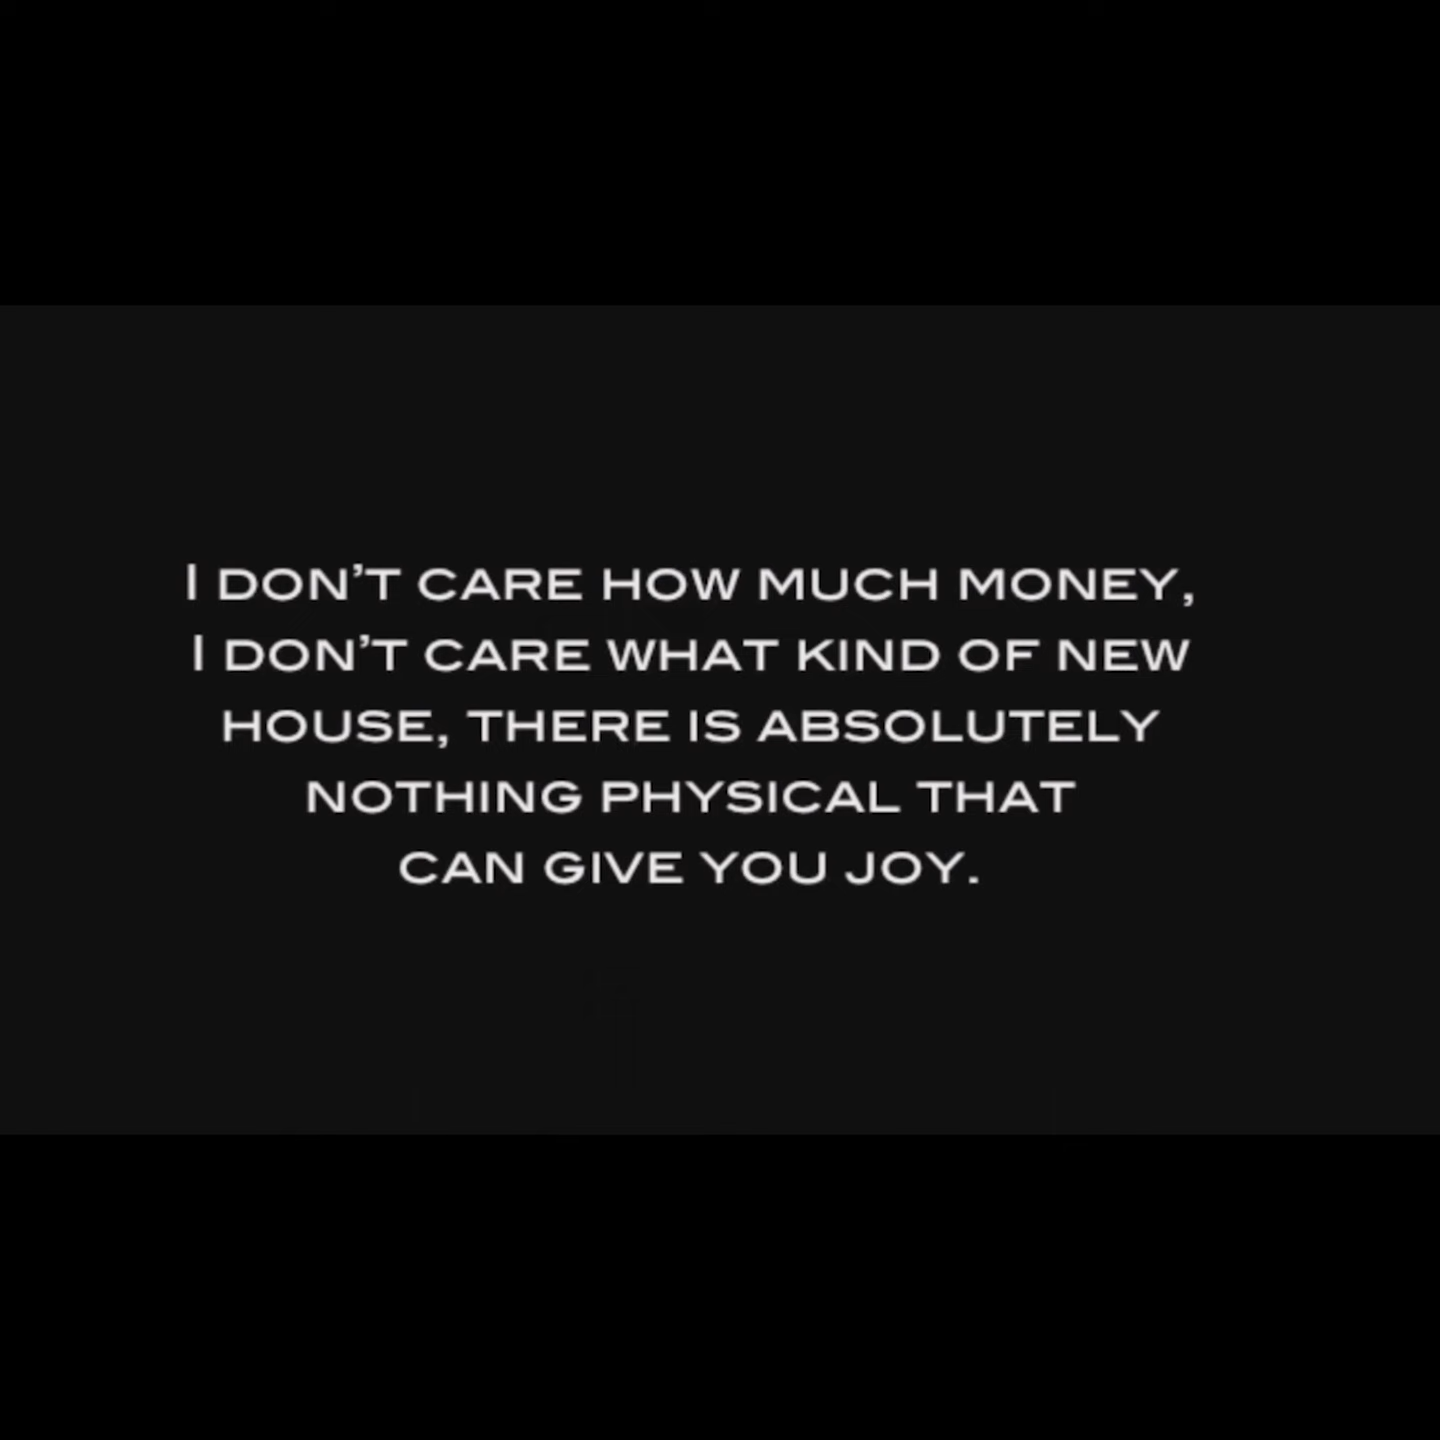 I DON'T CARE HOW MUCH MONEY,
I DON'T CARE WHAT KIND OF NEW
HOUSE, THERE IS ABSOLUTELY
NOTHING PHYSICAL THAT
CAN GIVE YOU JOY.